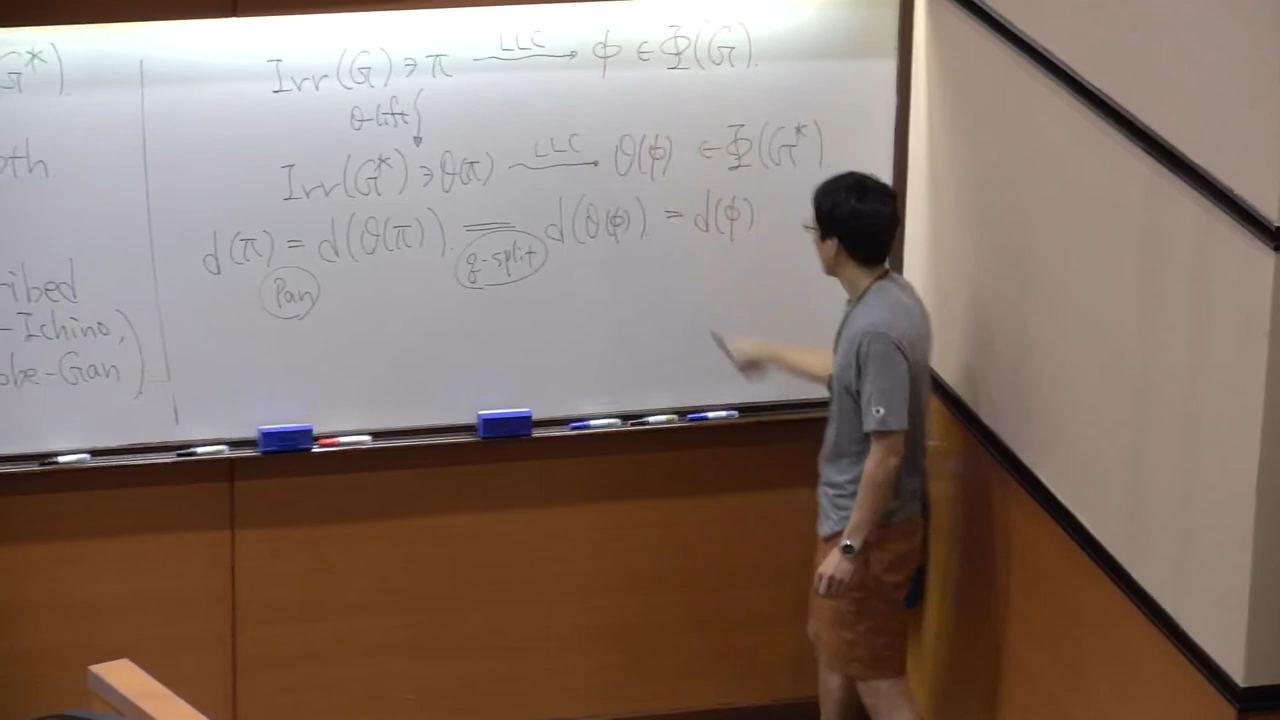 G*)
oth
ribed
-Ichino,)
obe-Gan)
Irr(G) ∋ π —LLC→ φ ∈ Φ(G).
θ-lift
Irr(G*) ∋ θ(π) —LLC→ θ(φ) ∈ Φ(G*)
d(π) = d(θ(π)) = d(θ(φ)) = d(φ)
Pan
q-split